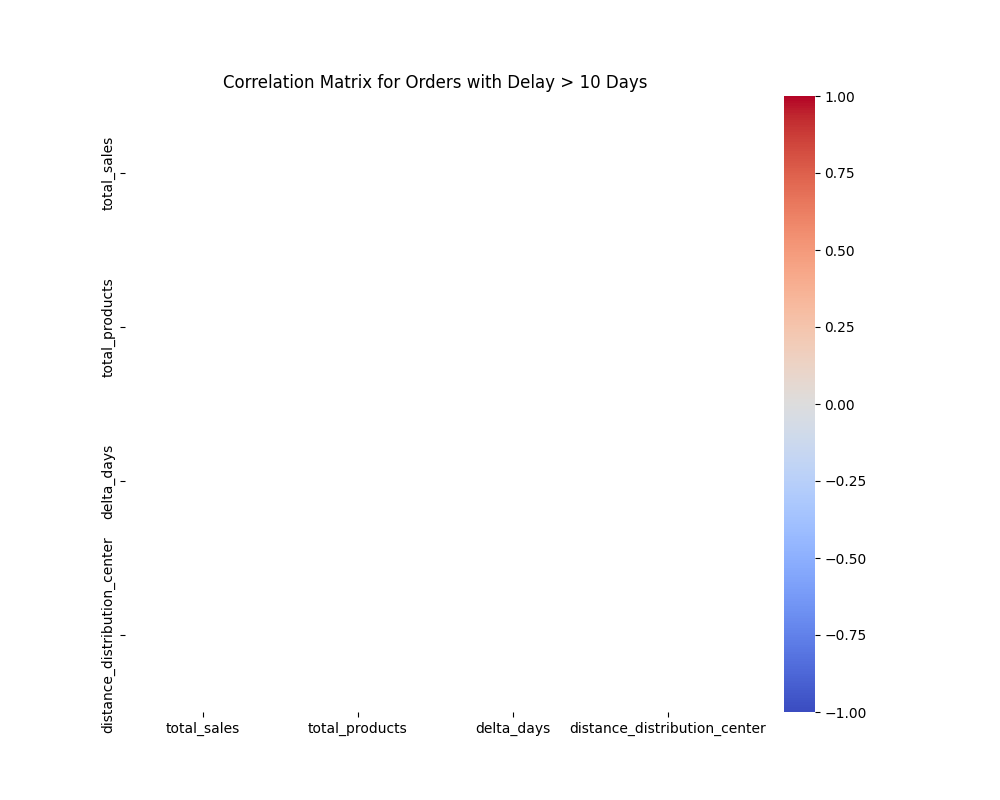 Correlation Matrix for Orders with Delay > 10 Days
total_sales
total_products
delta_days
distance_distribution_center
total_sales
total_products
delta_days
distance_distribution_center
1.00
0.75
0.50
0.25
0.00
−0.25
−0.50
−0.75
−1.00